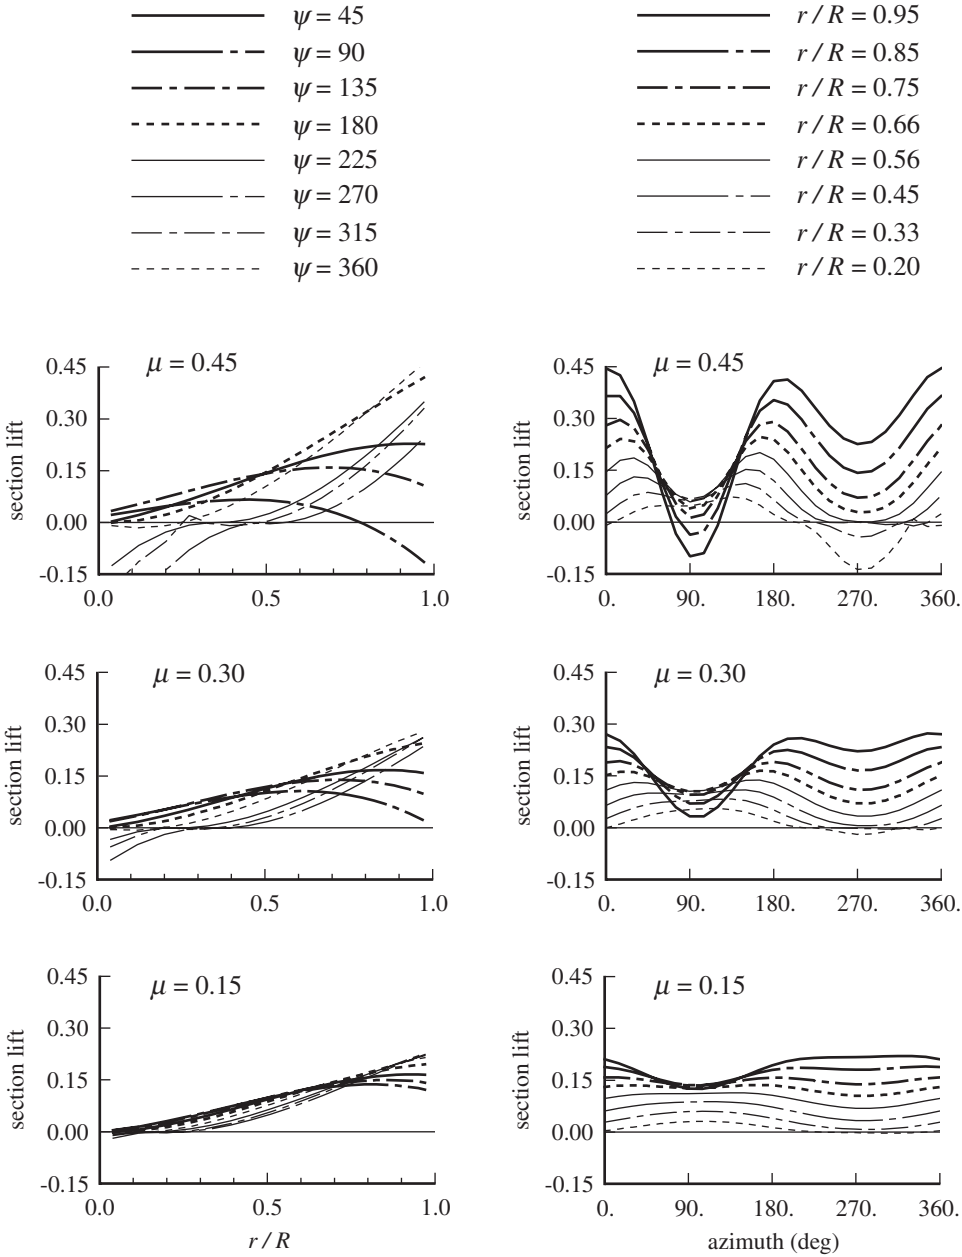 ψ = 45
ψ = 90
ψ = 135
ψ = 180
ψ = 225
ψ = 270
ψ = 315
ψ = 360
r / R = 0.95
r / R = 0.85
r / R = 0.75
r / R = 0.66
r / R = 0.56
r / R = 0.45
r / R = 0.33
r / R = 0.20
μ = 0.45
section lift
0.45
0.30
0.15
0.00
-0.15
0.0
0.5
1.0
μ = 0.45
section lift
0.45
0.30
0.15
0.00
-0.15
0.
90.
180.
270.
360.
μ = 0.30
section lift
0.45
0.30
0.15
0.00
-0.15
0.0
0.5
1.0
μ = 0.30
section lift
0.45
0.30
0.15
0.00
-0.15
0.
90.
180.
270.
360.
μ = 0.15
section lift
0.45
0.30
0.15
0.00
-0.15
0.0
0.5
1.0
r / R
μ = 0.15
section lift
0.45
0.30
0.15
0.00
-0.15
0.
90.
180.
270.
360.
azimuth (deg)